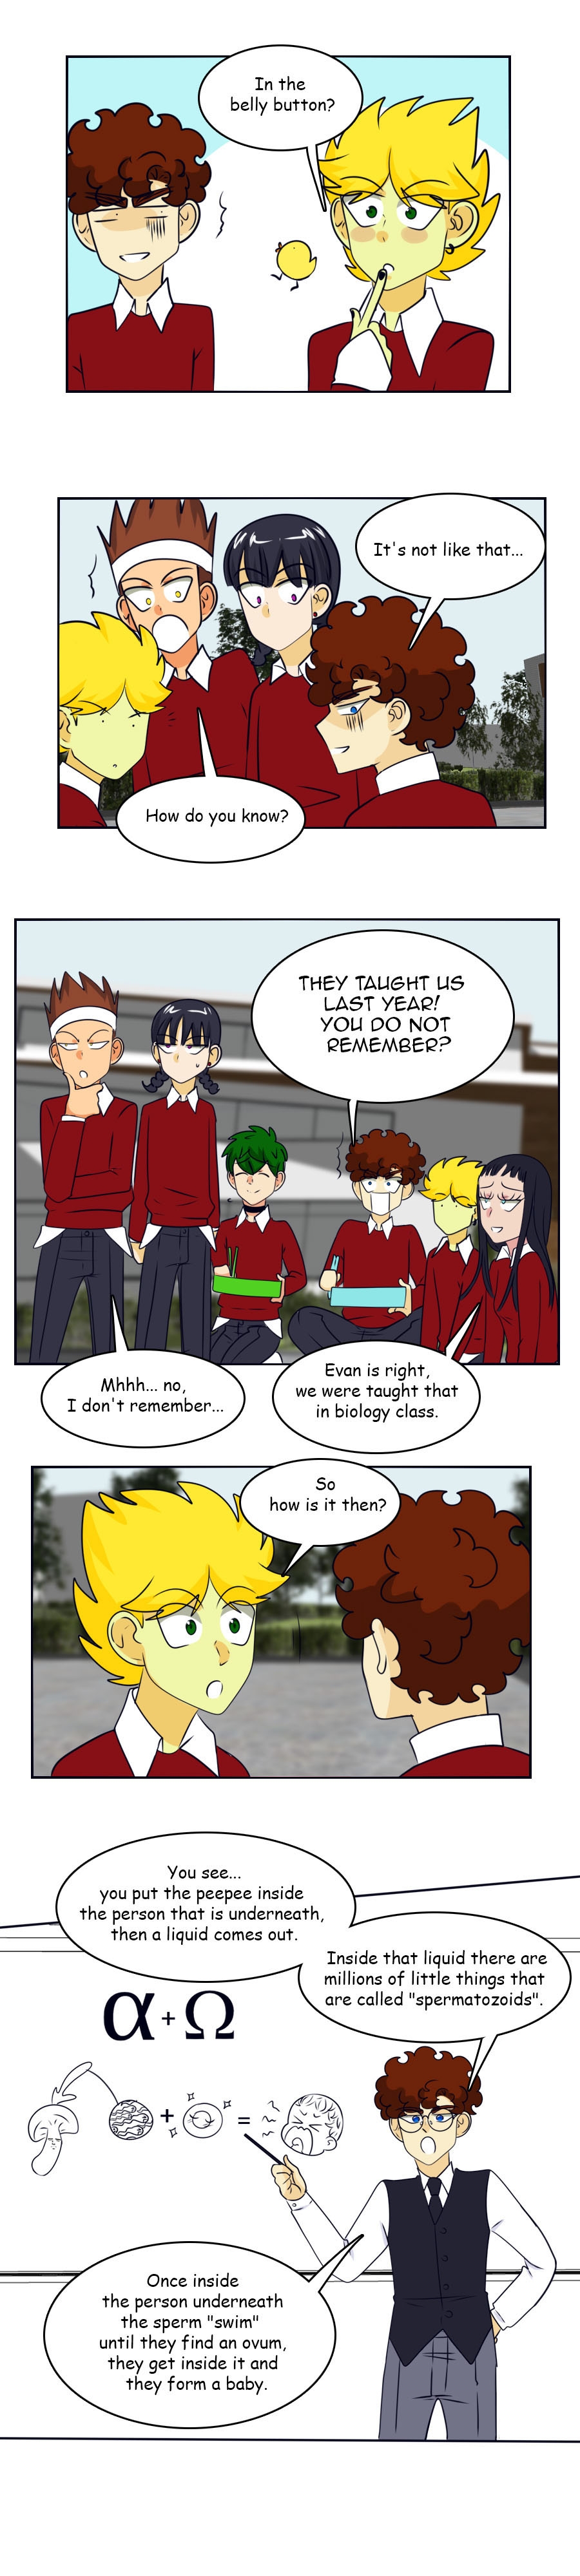 In the
belly button?
It's not like that...
How do you know?
THEY TAUGHT US
LAST YEAR!
YOU DO NOT
REMEMBER?
Mhhh... no,
I don't remember...
Evan is right,
we were taught that
in biology class.
So
how is it then?
You see...
you put the peepee inside
the person that is underneath,
then a liquid comes out.
Inside that liquid there are
millions of little things that
are called "spermatozoids".
α + Ω
+ =
Once inside
the person underneath
the sperm "swim"
until they find an ovum,
they get inside it and
they form a baby.